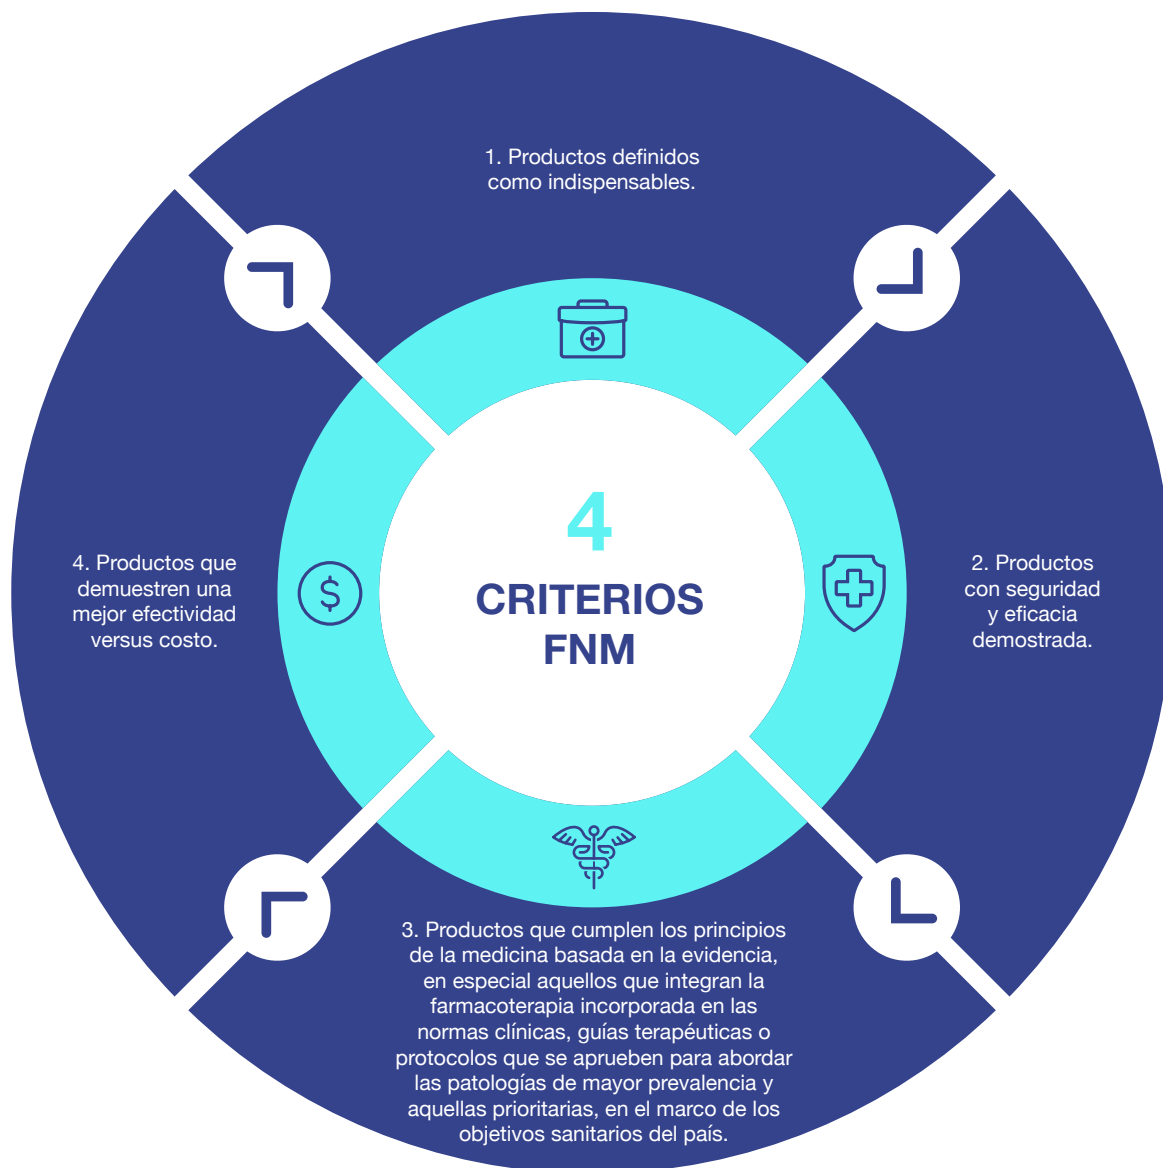 1. Productos definidos
como indispensables.
4
CRITERIOS
FNM
2. Productos
con seguridad
y eficacia
demostrada.
3. Productos que cumplen los principios
de la medicina basada en la evidencia,
en especial aquellos que integran la
farmacoterapia incorporada en las
normas clínicas, guías terapéuticas o
protocolos que se aprueben para abordar
las patologías de mayor prevalencia y
aquellas prioritarias, en el marco de los
objetivos sanitarios del país.
4. Productos que
demuestren una
mejor efectividad
versus costo.
$